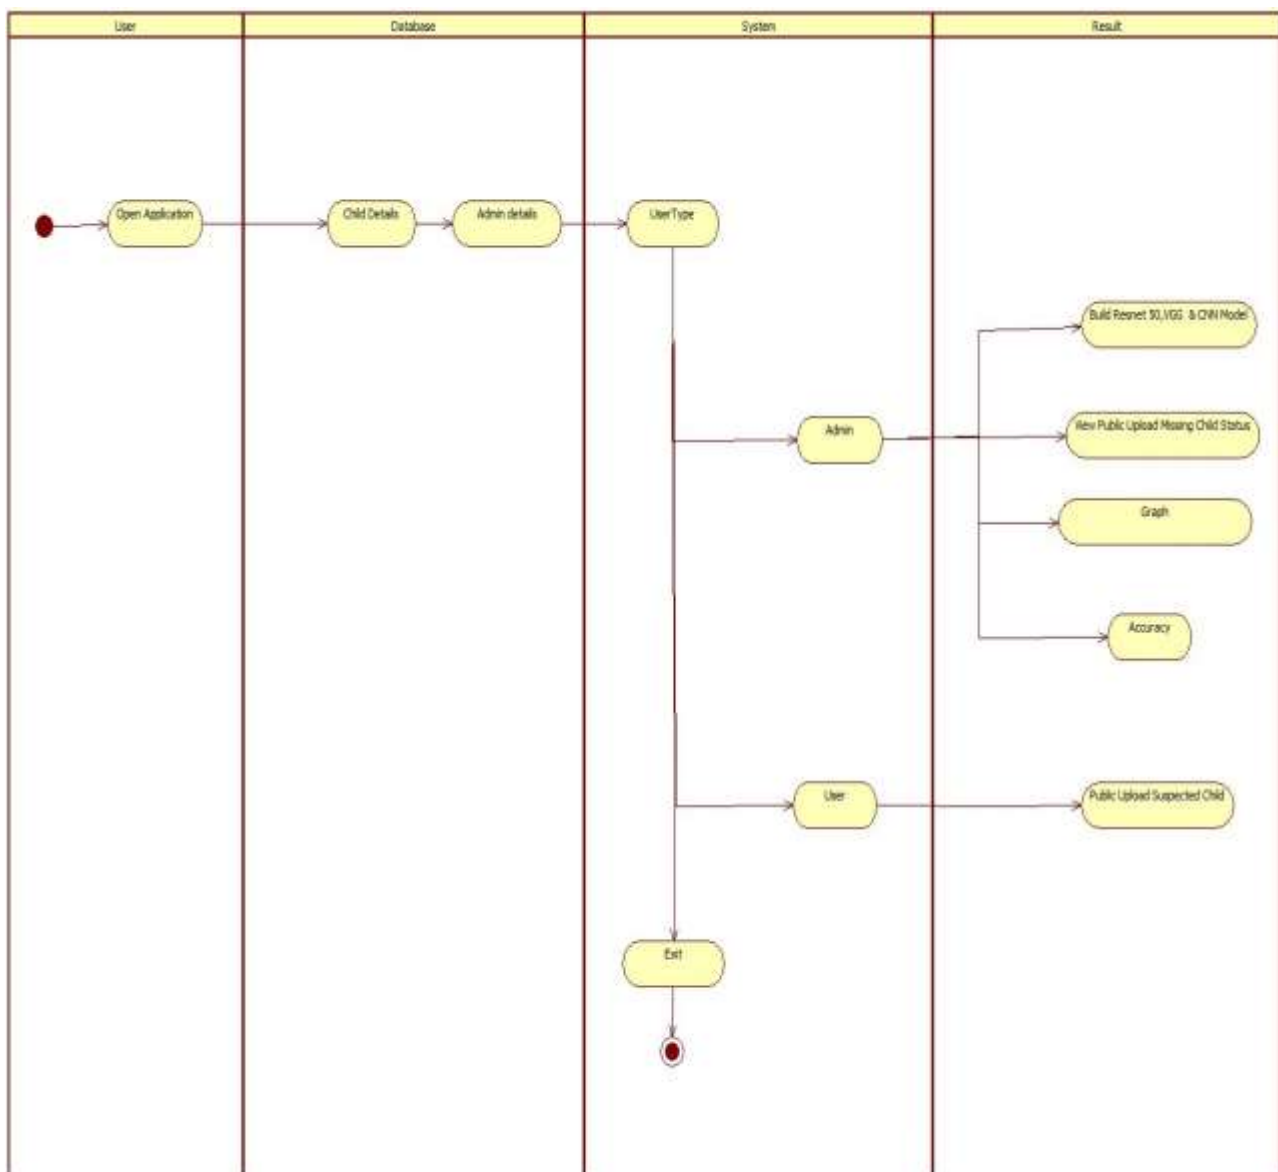 User
Database
System
Result
Open Application
Child Details
Admin details
UserType
Build Resnet 50,VGG & CNN Model
View Public Upload Missing Child Status
Admin
Graph
Accuracy
User
Public Upload Suspected Child
Exit